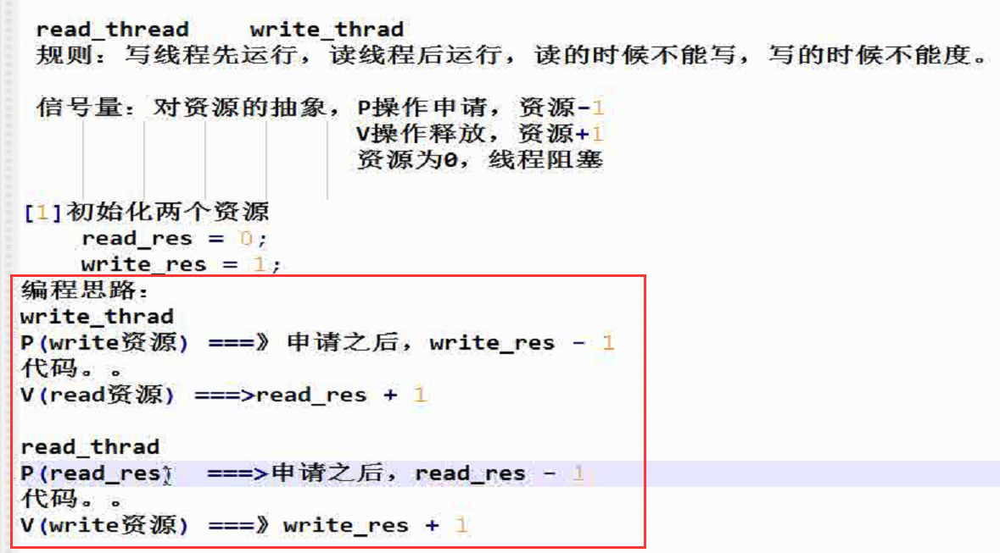 read_thread    write_thrad
规则：写线程先运行，读线程后运行，读的时候不能写，写的时候不能度。
信号量：对资源的抽象，P操作申请，资源-1
V操作释放，资源+1
资源为0，线程阻塞
[1]初始化两个资源
read_res = 0;
write_res = 1;
编程思路：
write_thrad
P(write资源) ===》 申请之后，write_res - 1
代码。。
V(read资源) ===>read_res + 1
read_thrad
P(read_res)  ===>申请之后，read_res - 1
代码。。
V(write资源) ===》 write_res + 1